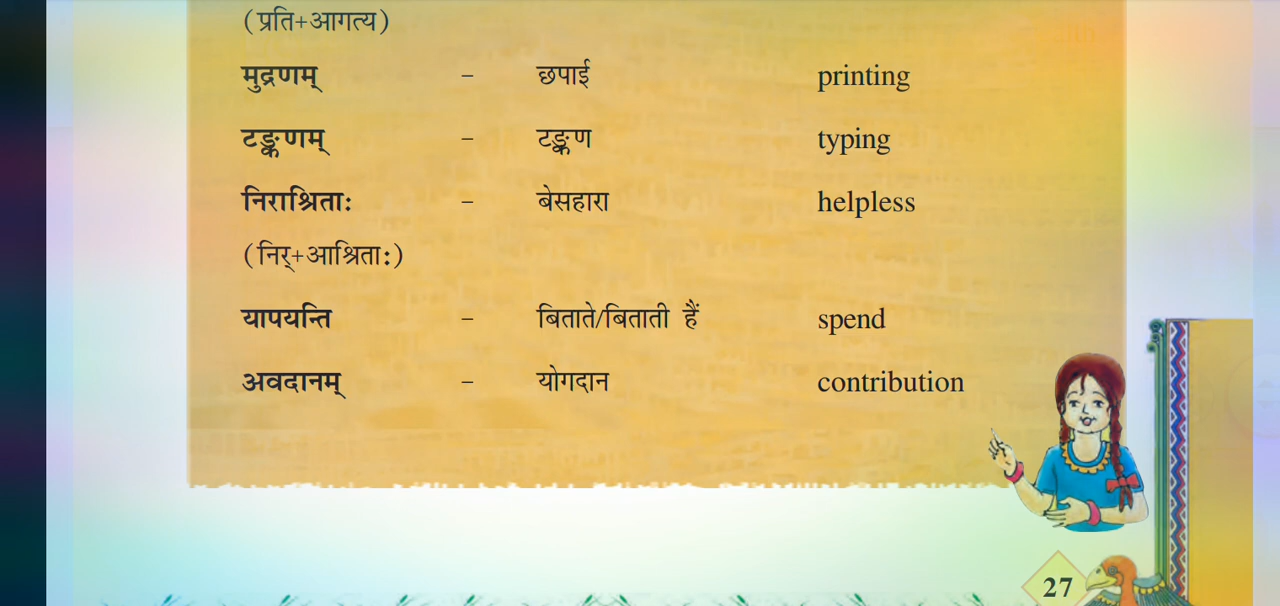 (प्रति+आगत्य)
मुद्रणम् – छपाई printing
टङ्कणम् – टङ्कण typing
निराश्रिताः – बेसहारा helpless
(निर्+आश्रिताः)
यापयन्ति – बिताते/बिताती हैं spend
अवदानम् – योगदान contribution
27